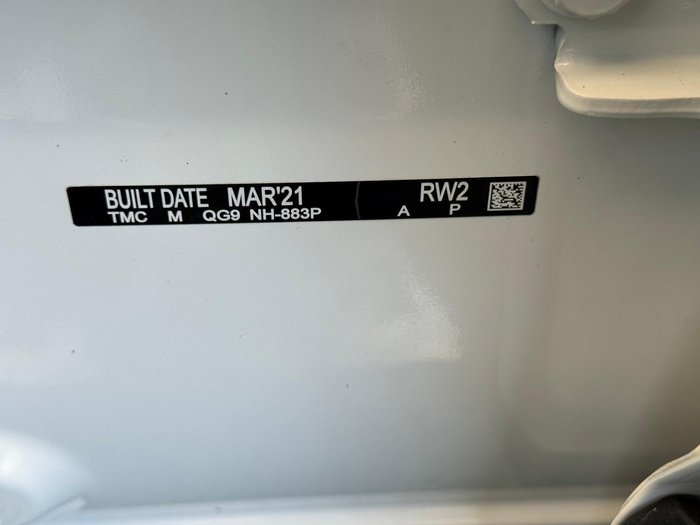 BUILT DATE MAR'21 RW2
TMC M QG9 NH-883P A P